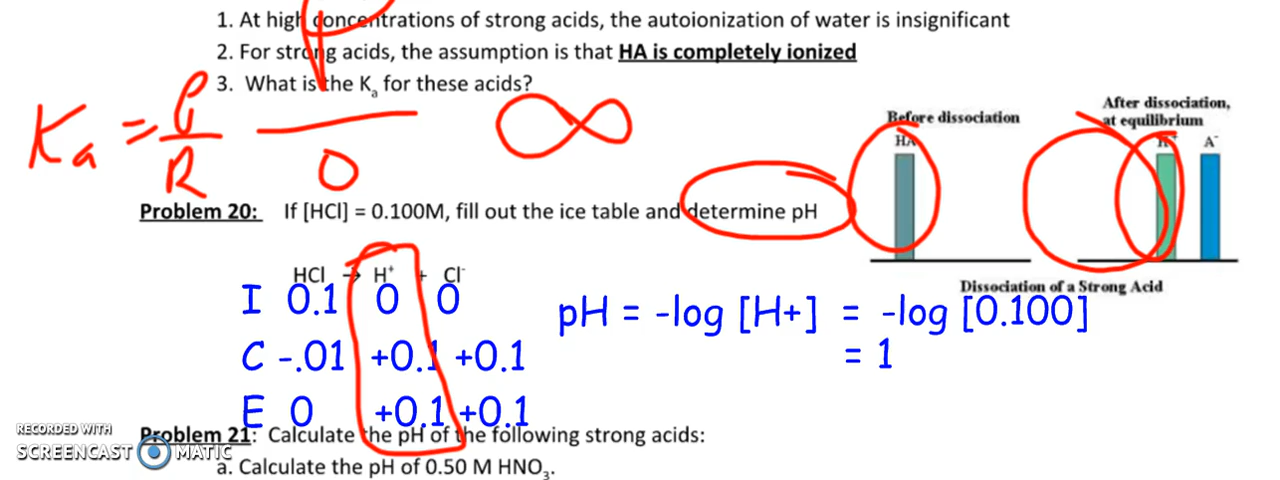 1. At high concentrations of strong acids, the autoionization of water is insignificant
2. For strong acids, the assumption is that HA is completely ionized
3. What is the Ka for these acids?
Ka = P/R
0
∞
Before dissociation
HA
After dissociation,
at equilibrium
H+ A-
Dissociation of a Strong Acid
Problem 20: If [HCl] = 0.100M, fill out the ice table and determine pH
HCl → H+ + Cl-
I 0.1 0 0
C -.01 +0.1 +0.1
E 0 +0.1 +0.1
pH = -log [H+] = -log [0.100]
= 1
RECORDED WITH
SCREENCAST MATIC
Problem 21: Calculate the pH of the following strong acids:
a. Calculate the pH of 0.50 M HNO3.